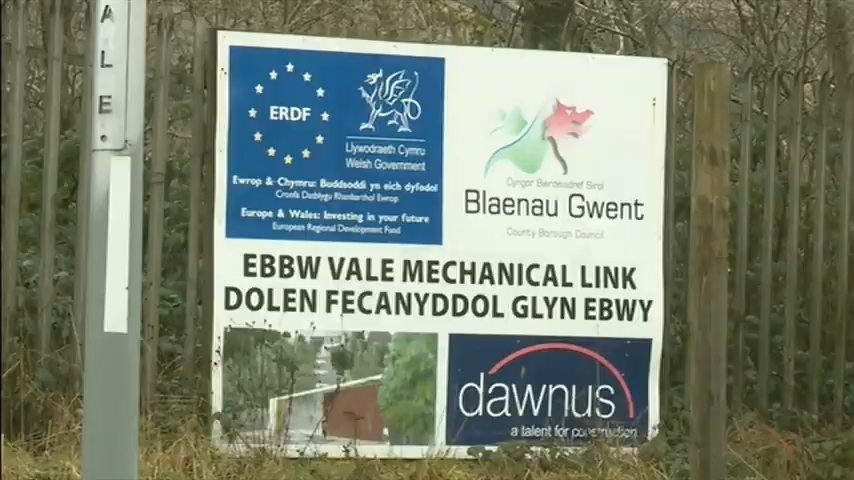 ALE
ERDF
Llywodraeth Cymru
Welsh Government
Ewrop & Chymru: Buddsoddi yn eich dyfodol
Cronfa Datblygu Rhanbarthol Ewrop
Europe & Wales: Investing in your future
European Regional Development Fund
Cyngor Bwrdeisdref Sirol
Blaenau Gwent
County Borough Council
EBBW VALE MECHANICAL LINK
DOLEN FECANYDDOL GLYN EBWY
dawnus
a talent for construction